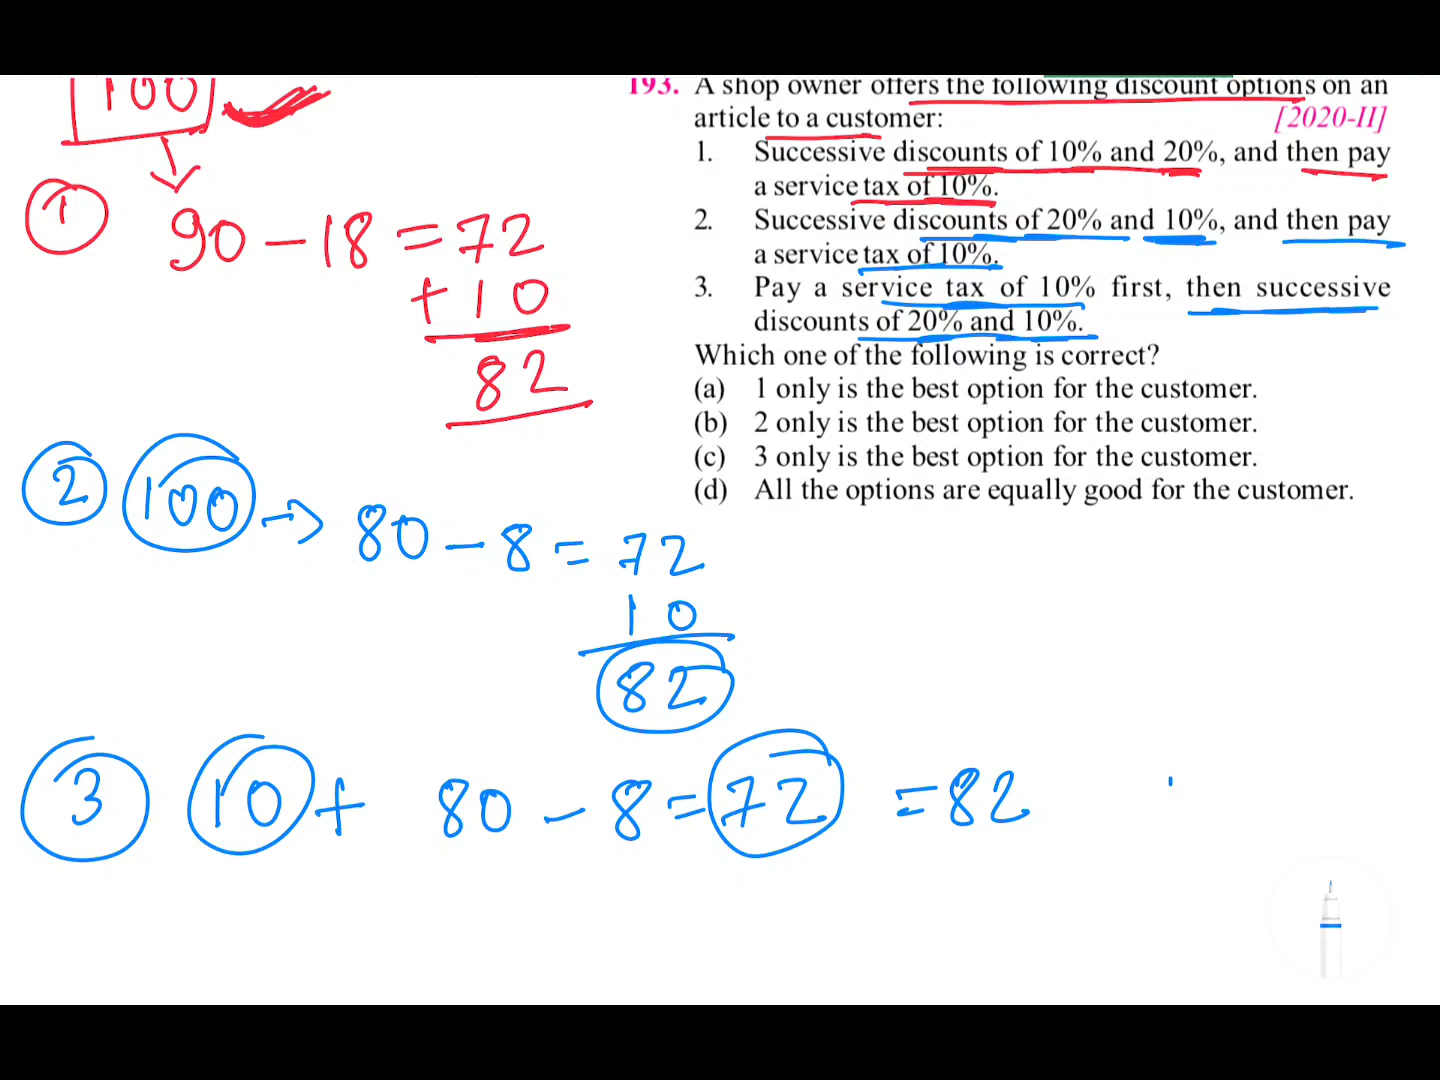 100
193. A shop owner offers the following discount options on an
article to a customer: [2020-II]
1. Successive discounts of 10% and 20%, and then pay
a service tax of 10%.
2. Successive discounts of 20% and 10%, and then pay
a service tax of 10%.
3. Pay a service tax of 10% first, then successive
discounts of 20% and 10%.
Which one of the following is correct?
(a) 1 only is the best option for the customer.
(b) 2 only is the best option for the customer.
(c) 3 only is the best option for the customer.
(d) All the options are equally good for the customer.
1
90 - 18 = 72
+ 10
82
2 100 → 80 - 8 = 72
10
82
3 10 + 80 - 8 = 72 = 82